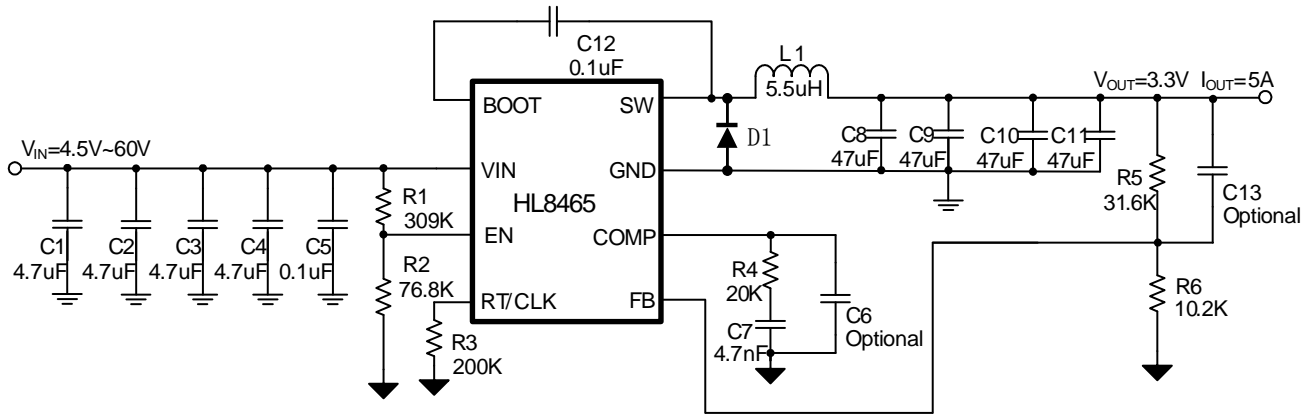 C12
0.1uF
L1
5.5uH
VOUT=3.3V
IOUT=5A
BOOT
SW
D1
C8
47uF
C9
47uF
C10
47uF
C11
47uF
VIN=4.5V~60V
VIN
GND
HL8465
R1
309K
EN
COMP
R5
31.6K
C13
Optional
C1
4.7uF
C2
4.7uF
C3
4.7uF
C4
4.7uF
C5
0.1uF
R2
76.8K
RT/CLK
FB
R4
20K
C6
Optional
C7
4.7nF
R3
200K
R6
10.2K